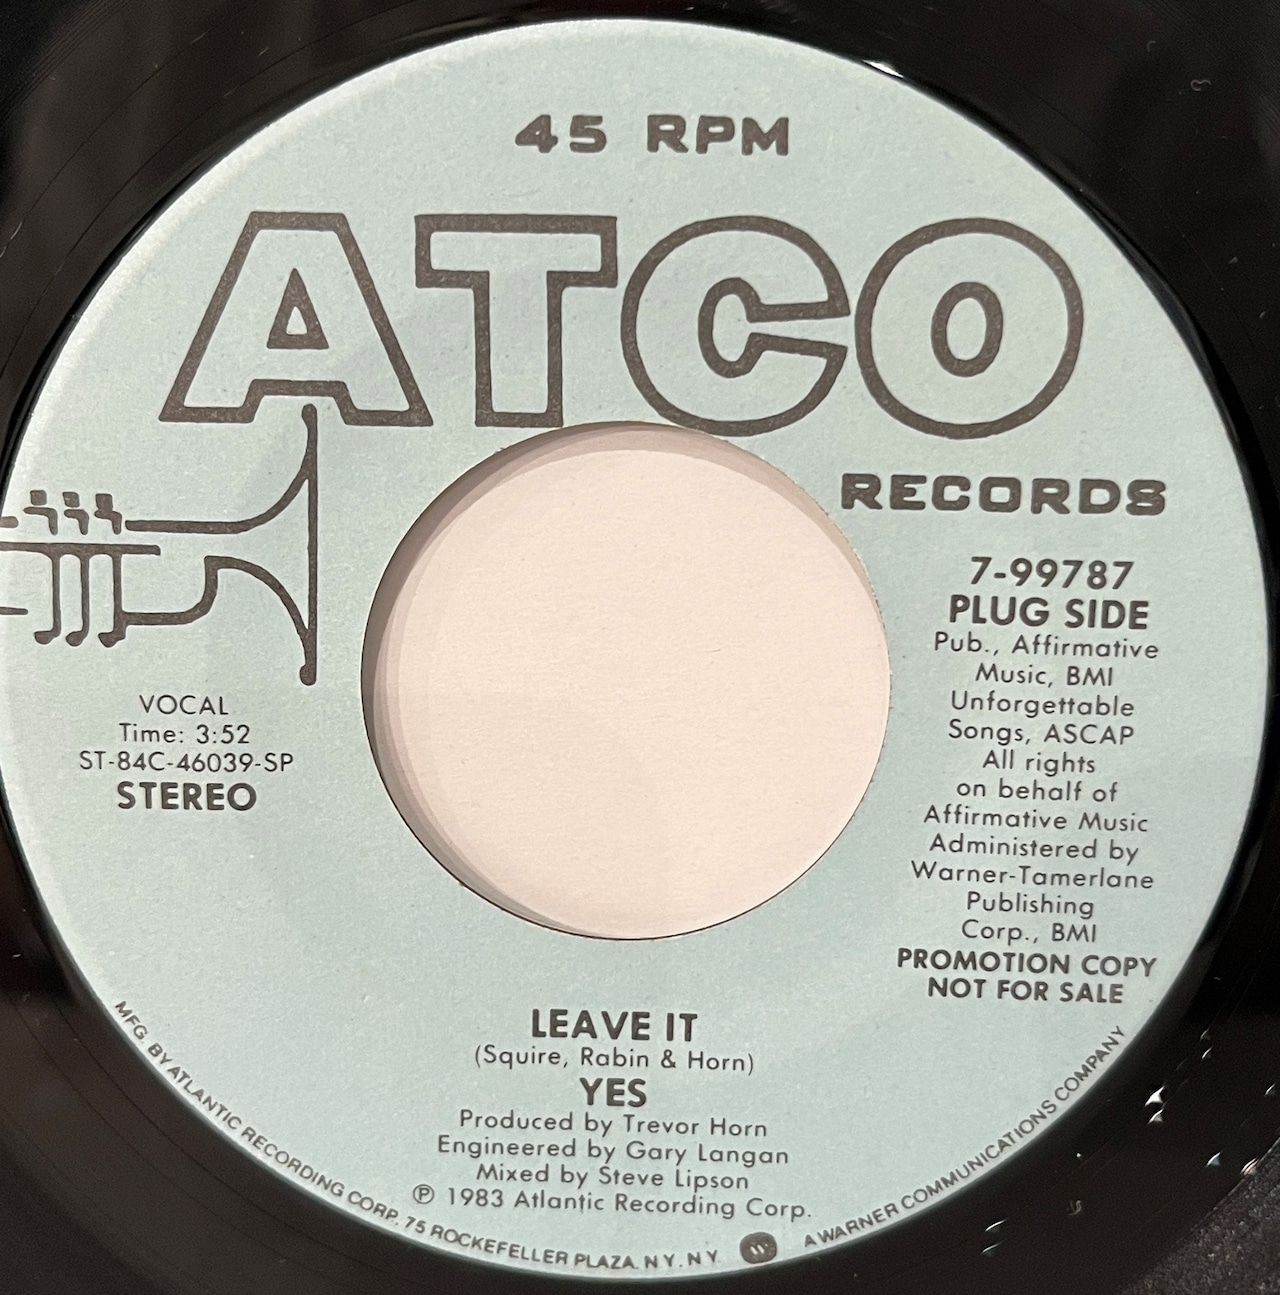 45 RPM
ATCO
RECORDS
7-99787
PLUG SIDE
Pub., Affirmative
Music, BMI
Unforgettable
Songs, ASCAP
All rights
on behalf of
Affirmative Music
Administered by
Warner-Tamerlane
Publishing
Corp., BMI
PROMOTION COPY
NOT FOR SALE
VOCAL
Time: 3:52
ST-84C-46039-SP
STEREO
LEAVE IT
(Squire, Rabin & Horn)
YES
Produced by Trevor Horn
Engineered by Gary Langan
Mixed by Steve Lipson
℗ 1983 Atlantic Recording Corp.
MFG. BY ATLANTIC RECORDING CORP. 75 ROCKEFELLER PLAZA. N.Y. N.Y. A WARNER COMMUNICATIONS COMPANY